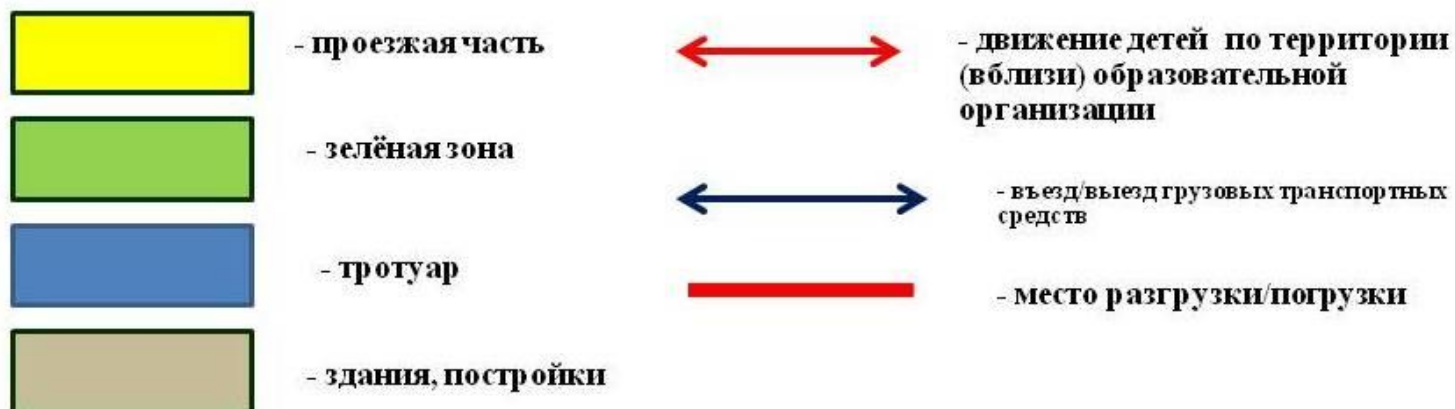 - проезжая часть
- зелёная зона
- тротуар
- здания, постройки
- движение детей по территории
(вблизи) образовательной
организации
- въезд/выезд грузовых транспортных
средств
- место разгрузки/погрузки